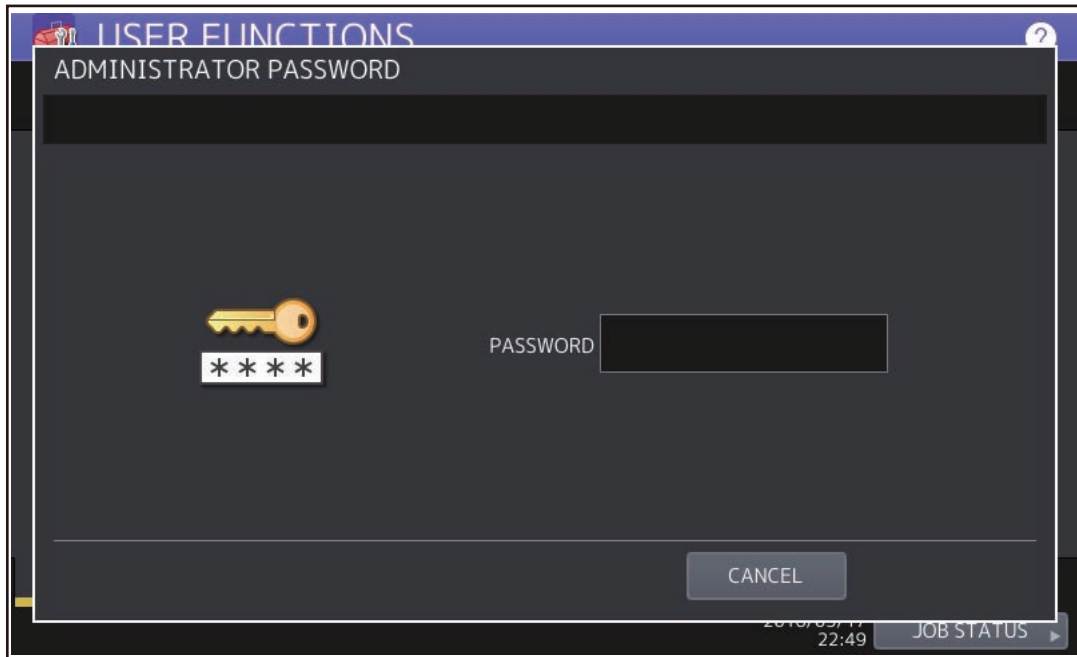 USER FUNCTIONS
?
ADMINISTRATOR PASSWORD
PASSWORD
* * * *
CANCEL
22:49
JOB STATUS